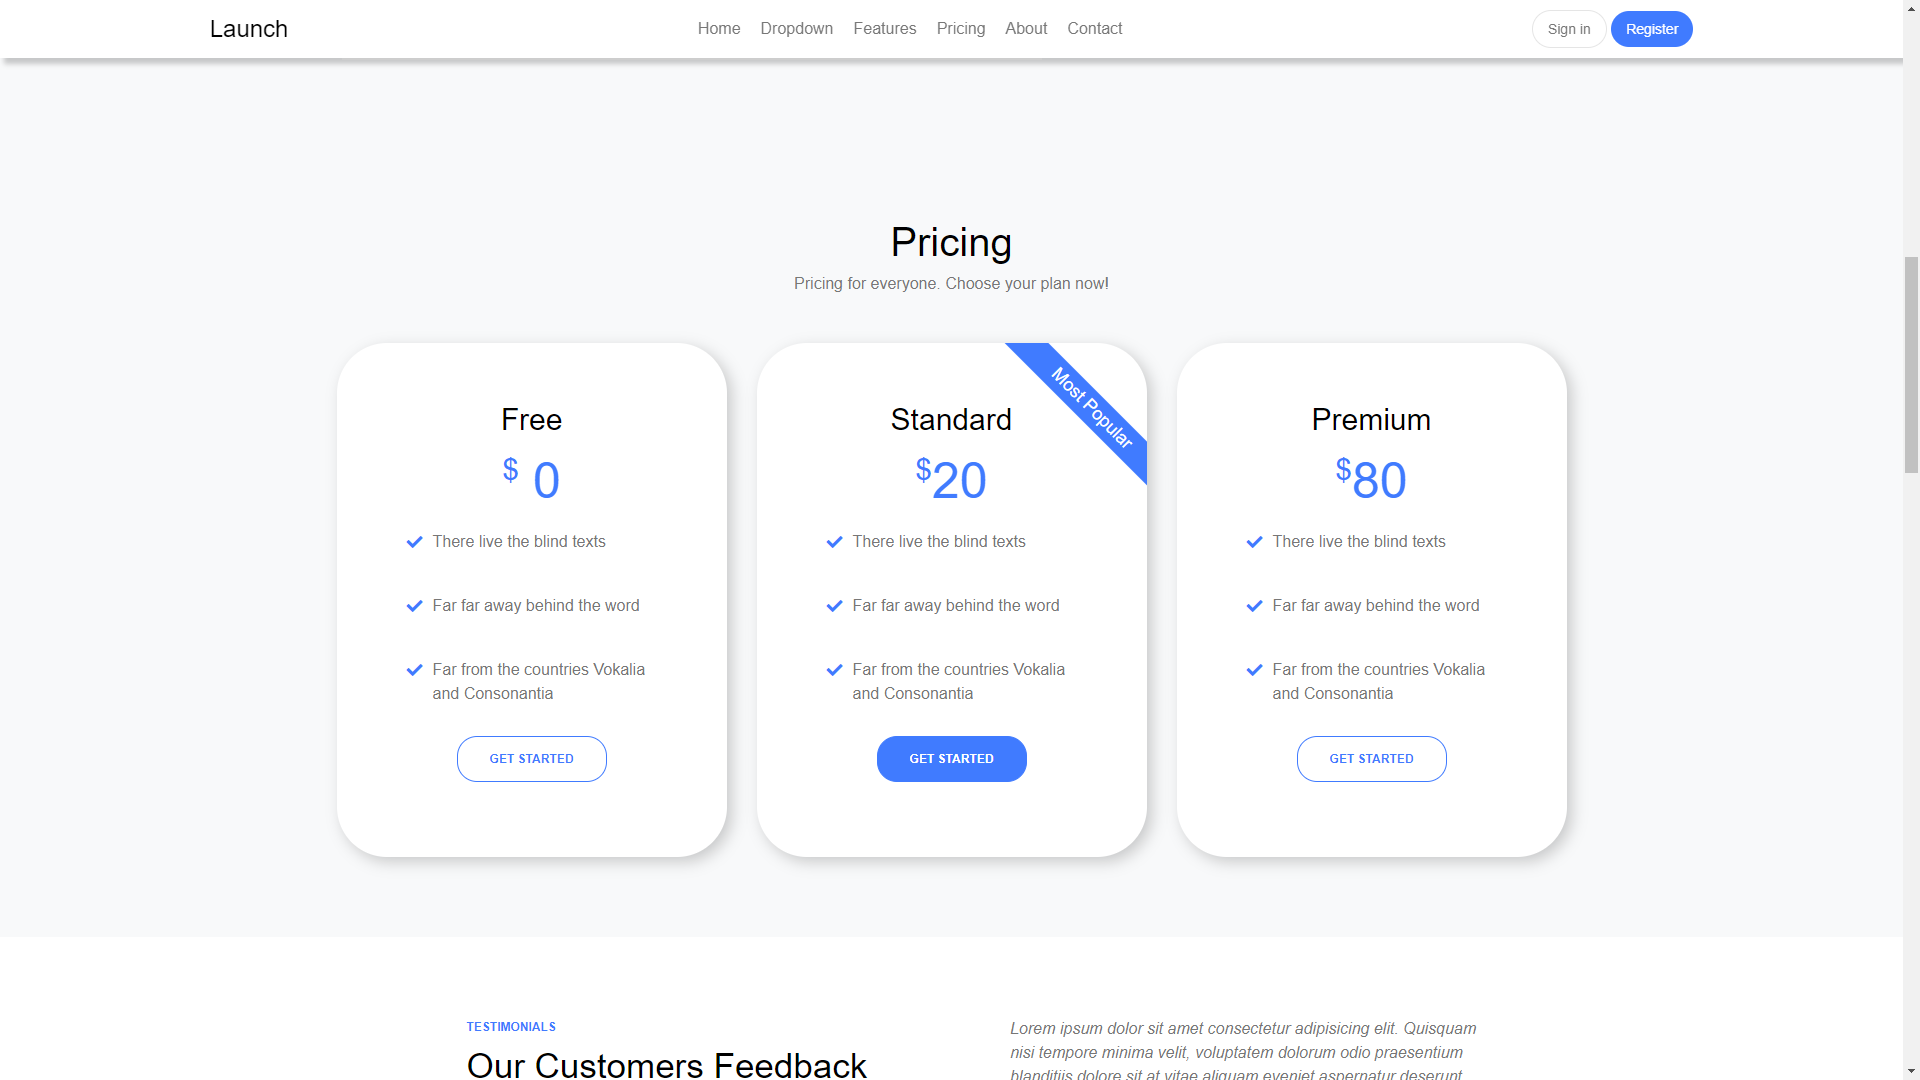 Launch
Home Dropdown Features Pricing About Contact
Sign in Register
Pricing
Pricing for everyone. Choose your plan now!
Free
$ 0
There live the blind texts
Far far away behind the word
Far from the countries Vokalia
and Consonantia
GET STARTED
Most Popular
Standard
$20
There live the blind texts
Far far away behind the word
Far from the countries Vokalia
and Consonantia
GET STARTED
Premium
$80
There live the blind texts
Far far away behind the word
Far from the countries Vokalia
and Consonantia
GET STARTED
TESTIMONIALS
Our Customers Feedback
Lorem ipsum dolor sit amet consectetur adipisicing elit. Quisquam
nisi tempore minima velit, voluptatem dolorum odio praesentium
blanditiis dolore sit at vitae aliquam eveniet aspernatur deserunt